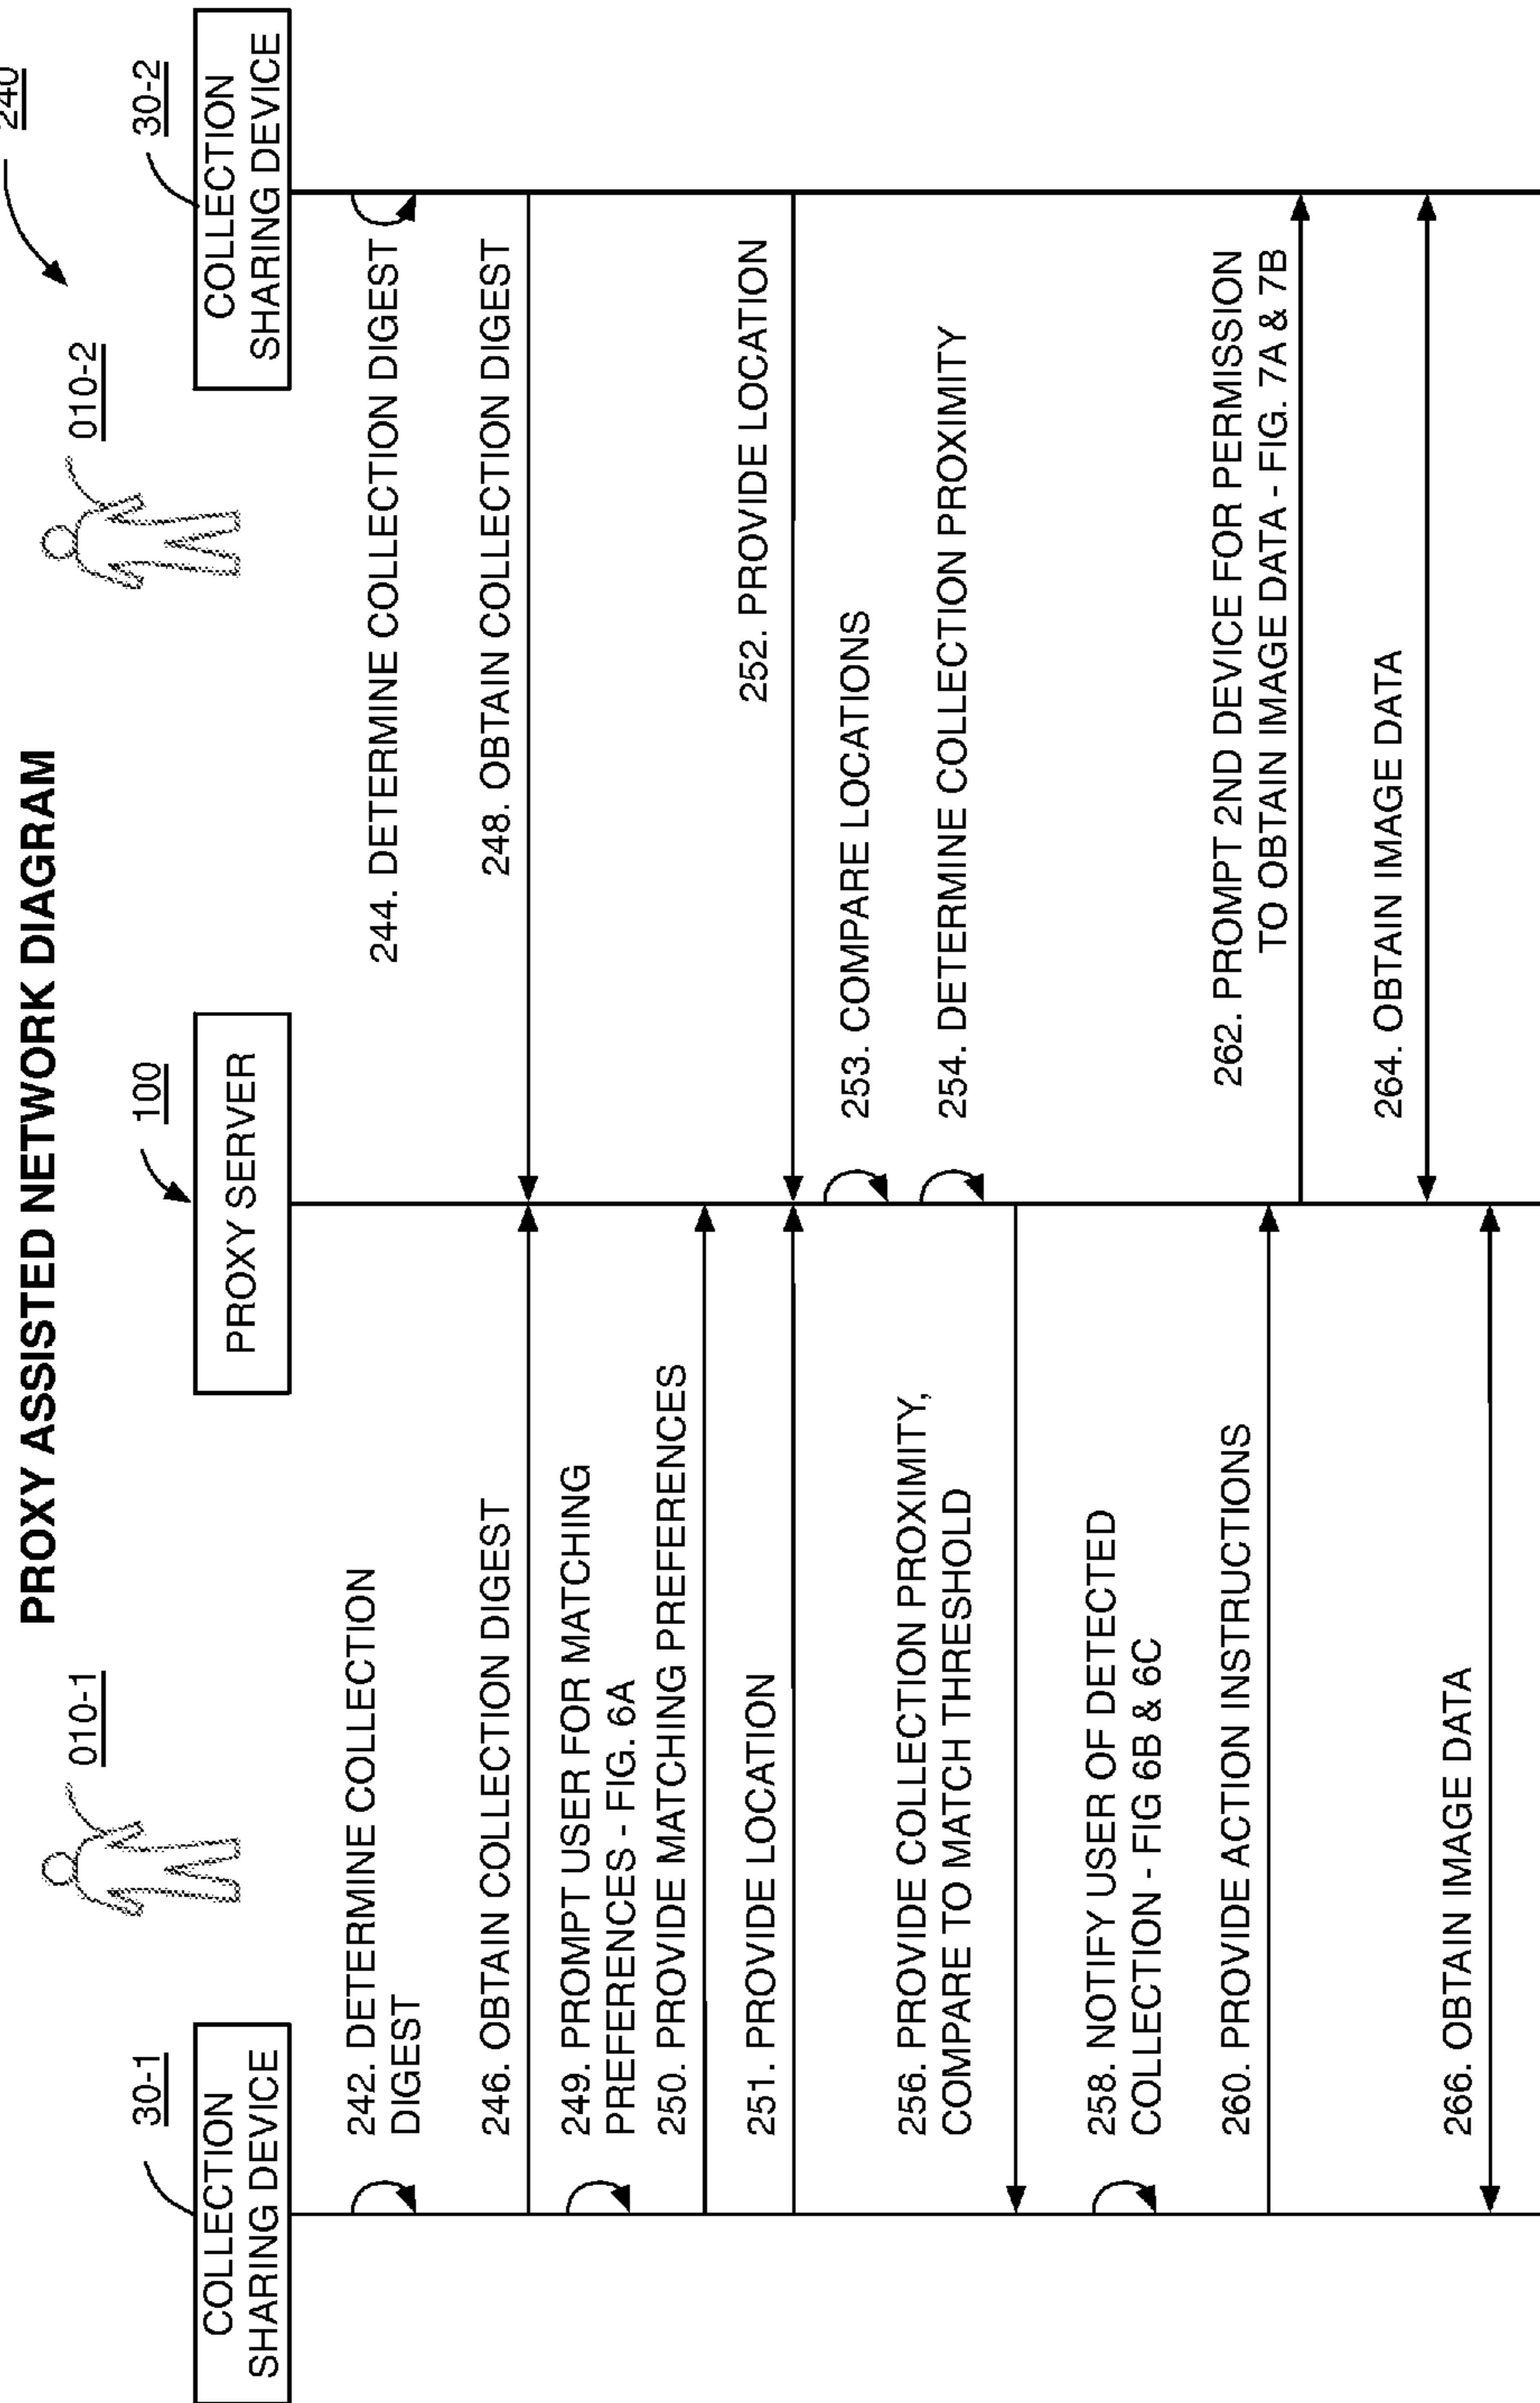 PROXY ASSISTED NETWORK DIAGRAM
240
010-1
010-2
30-1
100
30-2
COLLECTION
SHARING DEVICE
PROXY SERVER
COLLECTION
SHARING DEVICE
242. DETERMINE COLLECTION
DIGEST
244. DETERMINE COLLECTION DIGEST
246. OBTAIN COLLECTION DIGEST
248. OBTAIN COLLECTION DIGEST
249. PROMPT USER FOR MATCHING
PREFERENCES - FIG. 6A
250. PROVIDE MATCHING PREFERENCES
251. PROVIDE LOCATION
252. PROVIDE LOCATION
253. COMPARE LOCATIONS
254. DETERMINE COLLECTION PROXIMITY
256. PROVIDE COLLECTION PROXIMITY,
COMPARE TO MATCH THRESHOLD
258. NOTIFY USER OF DETECTED
COLLECTION - FIG 6B & 6C
260. PROVIDE ACTION INSTRUCTIONS
262. PROMPT 2ND DEVICE FOR PERMISSION
TO OBTAIN IMAGE DATA - FIG. 7A & 7B
264. OBTAIN IMAGE DATA
266. OBTAIN IMAGE DATA